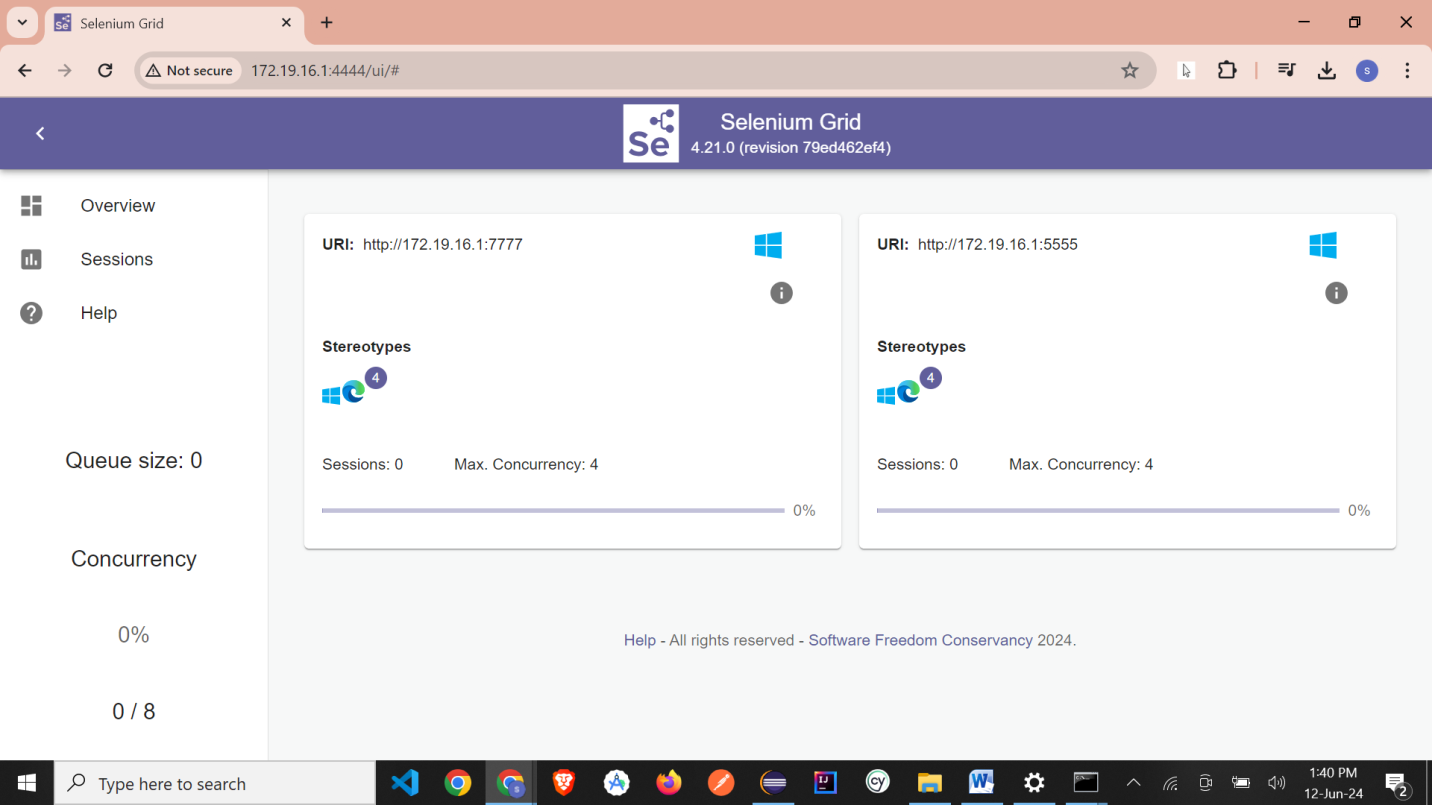 Selenium Grid
Not secure 172.19.16.1:4444/ui/#
S
Se
Selenium Grid
4.21.0 (revision 79ed462ef4)
Overview
Sessions
Help
Queue size: 0
Concurrency
0%
0 / 8
URI: http://172.19.16.1:7777
Stereotypes
4
Sessions: 0 Max. Concurrency: 4
0%
URI: http://172.19.16.1:5555
Stereotypes
4
Sessions: 0 Max. Concurrency: 4
0%
Help - All rights reserved - Software Freedom Conservancy 2024.
Type here to search
1:40 PM
12-Jun-24
2